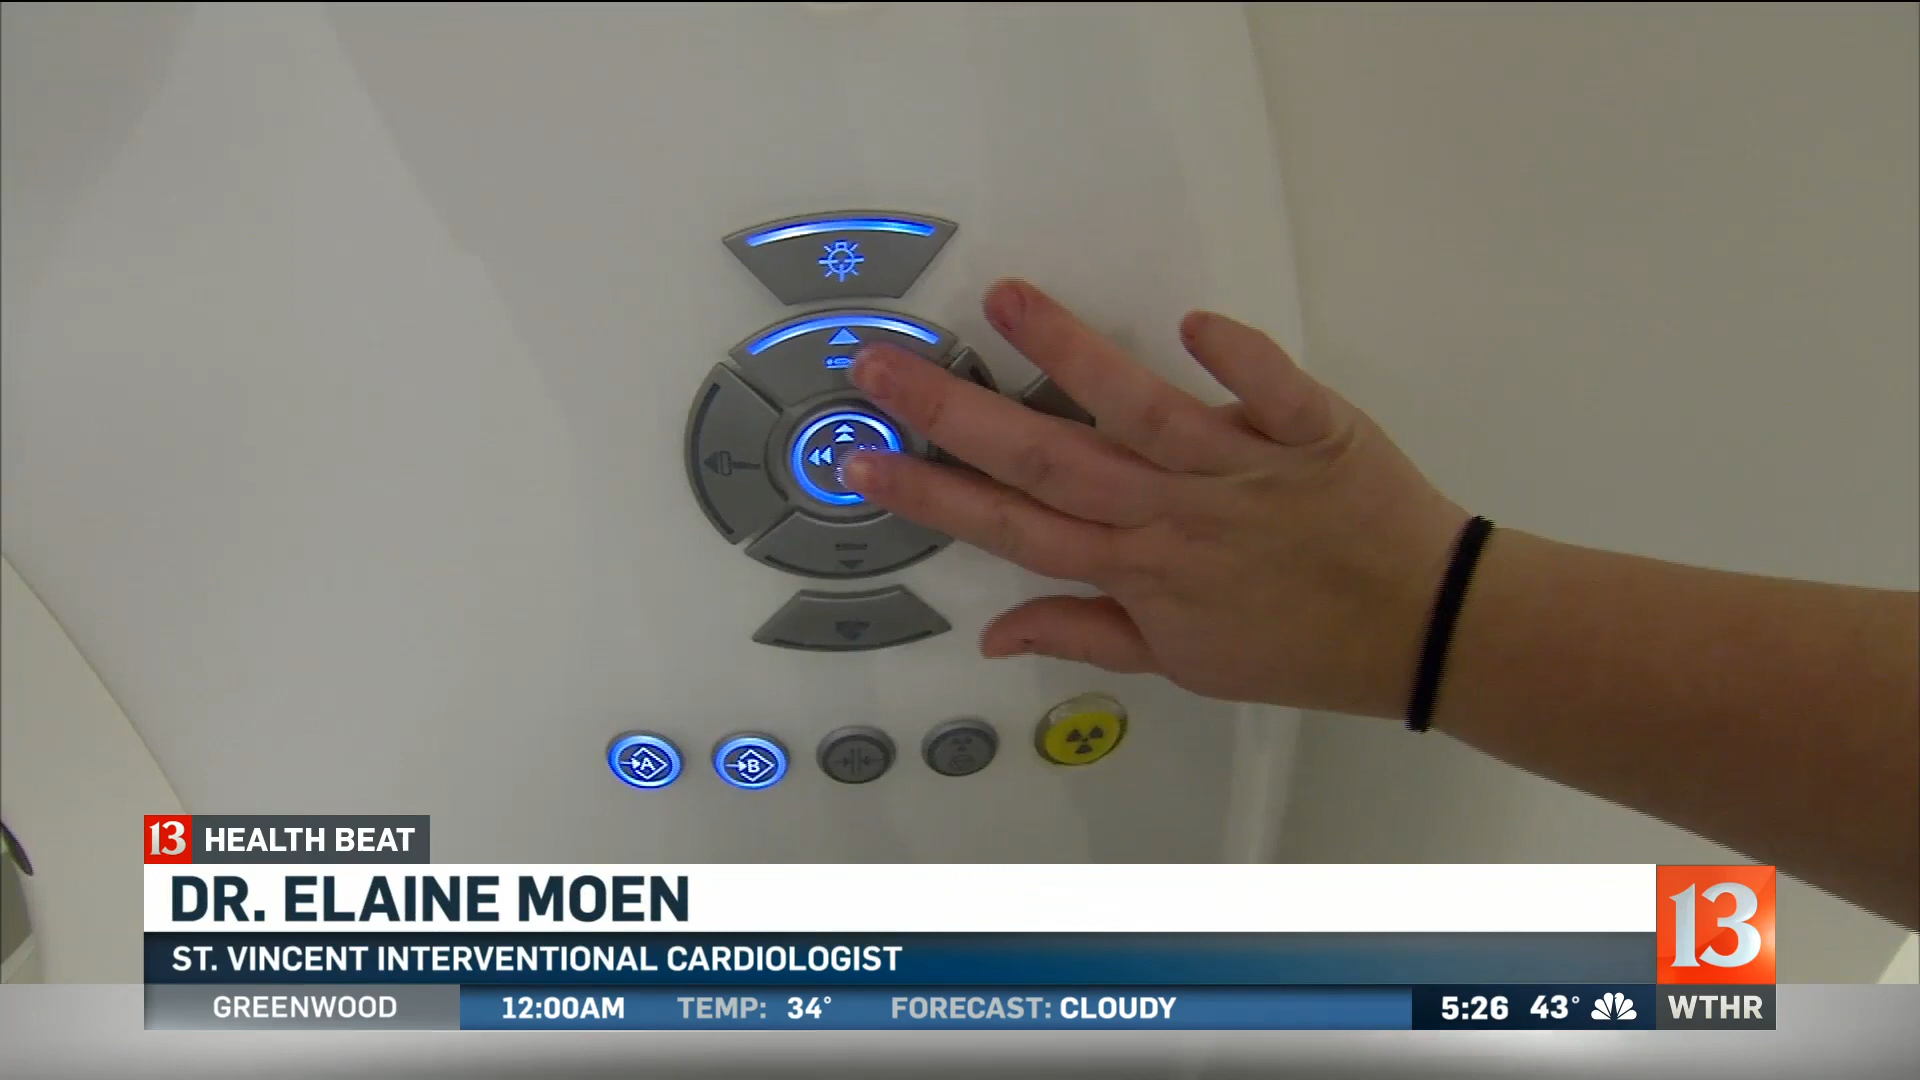 A
B
13 HEALTH BEAT
DR. ELAINE MOEN
ST. VINCENT INTERVENTIONAL CARDIOLOGIST
13
GREENWOOD 12:00AM TEMP: 34° FORECAST: CLOUDY 5:26 43° WTHR